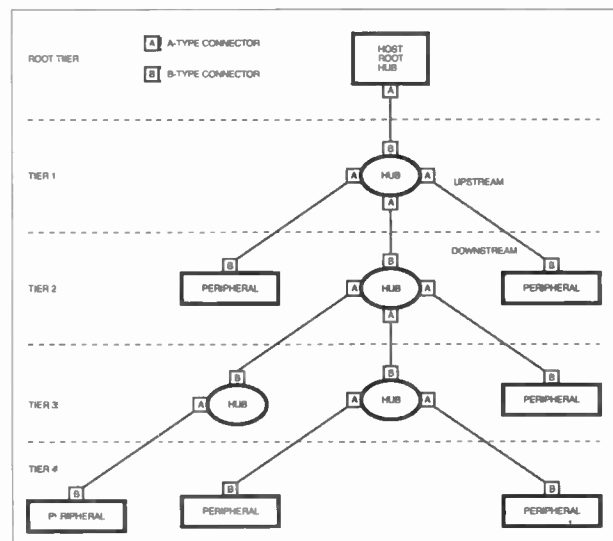 ROOT TIER
A A-TYPE CONNECTOR
B B-TYPE CONNECTOR
HOST
ROOT
HUB
A
B
TIER 1
A HUB A
UPSTREAM
A
DOWNSTREAM
B
B
B
TIER 2
PERIPHERAL
A HUB A
PERIPHERAL
A
B
B
B
TIER 3
A HUB
A HUB A
PERIPHERAL
A
TIER 4
B
B
B
PERIPHERAL
PERIPHERAL
PERIPHERAL